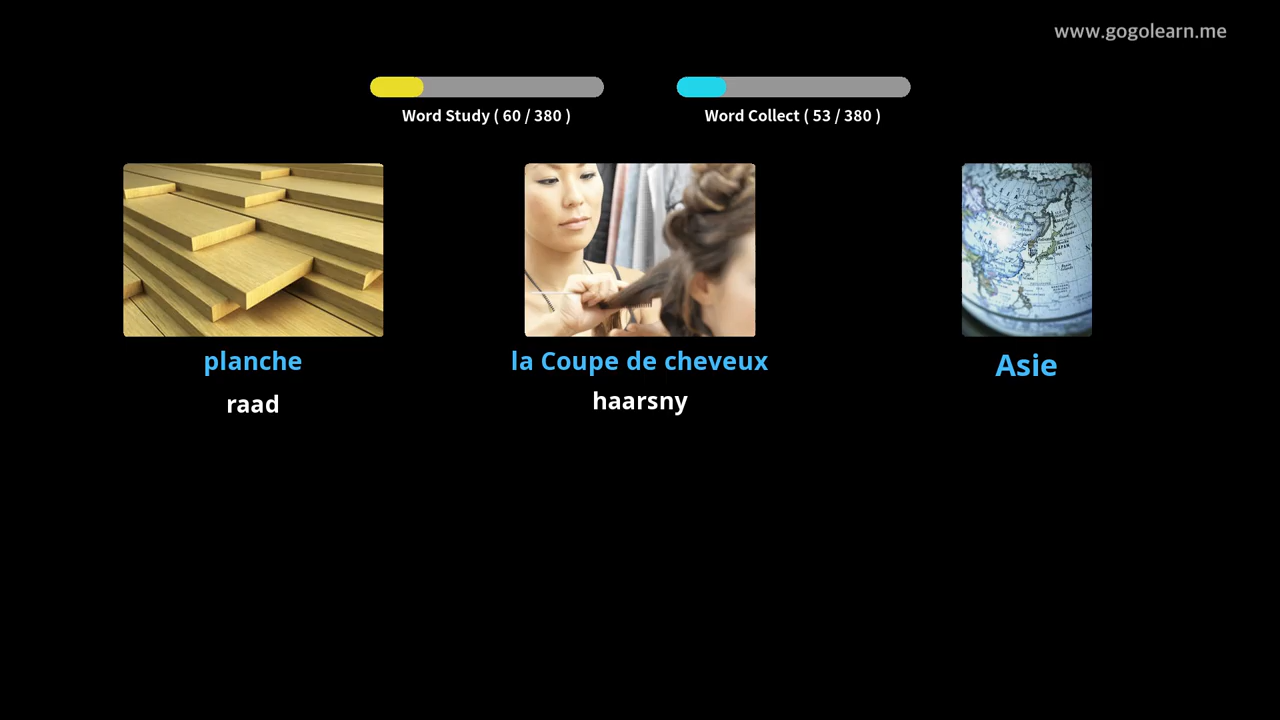 www.gogolearn.me
Word Study ( 60 / 380 )
Word Collect ( 53 / 380 )
planche
raad
la Coupe de cheveux
haarsny
Asie